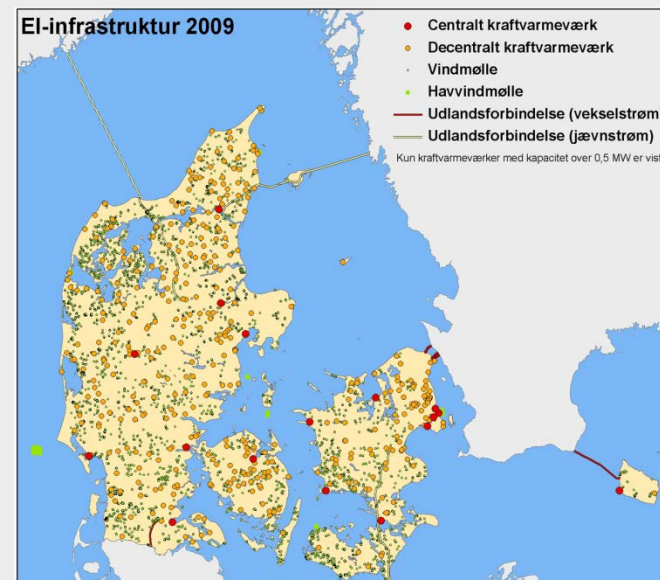 El-infrastruktur 2009
Centralt kraftvarmeværk
Decentralt kraftvarmeværk
Vindmølle
Havvindmølle
Udlandsforbindelse (vekselstrøm
Udlandsforbindelse (jævnstrøm)
Kun kraftvarmeværker med kapacitet over 0,5 MW er vist